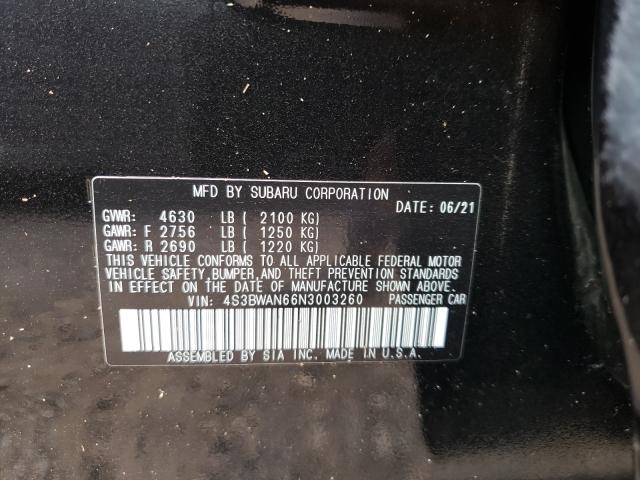 MFD BY SUBARU CORPORATION
DATE: 06/21
GVWR: 4630 LB ( 2100 KG)
GAWR: F 2756 LB ( 1250 KG)
GAWR: R 2690 LB ( 1220 KG)
THIS VEHICLE CONFORMS TO ALL APPLICABLE FEDERAL MOTOR
VEHICLE SAFETY, BUMPER, AND THEFT PREVENTION STANDARDS
IN EFFECT ON THE DATE OF MANUFACTURE SHOWN ABOVE.
VIN: 4S3BWAN66N3003260 PASSENGER CAR
ASSEMBLED BY SIA INC. MADE IN U.S.A.